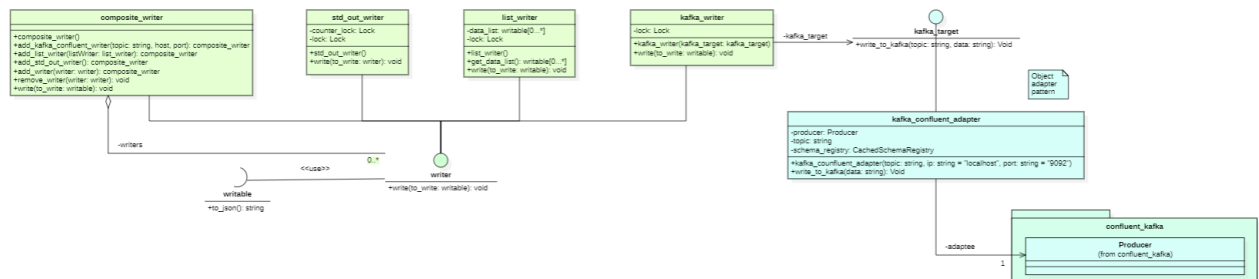 composite_writer
+composite_writer()
+add_kafka_confluent_writer(topic: string, host, port): composite_writer
+add_list_writer(listWriter: list_writer): composite_writer
+add_std_out_writer(): composite_writer
+add_writer(writer: writer): composite_writer
+remove_writer(writer: writer): void
+write(to_write: writable): void
std_out_writer
-counter_lock: Lock
-lock: Lock
+std_out_writer()
+write(to_write: writer): void
list_writer
-data_list: writable[0...*]
-lock: Lock
+list_writer()
+get_data_list(): writable[0...*]
+write(to_write: writable): void
kafka_writer
-lock: Lock
+kafka_writer(kafka_target: kafka_target)
+write(to_write: writable): void
-kafka_target
kafka_target
+write_to_kafka(topic: string, data: string): Void
Object
adapter
pattern
kafka_confluent_adapter
-producer: Producer
-topic: string
-schema_registry: CachedSchemaRegistry
+kafka_counfluent_adapter(topic: string, ip: string = "localhost", port: string = "9092")
+write_to_kafka(data: string): Void
-writers
0..*
<<use>>
writable
+to_json(): string
writer
+write(to_write: writable): void
-adaptee
1
confluent_kafka
Producer
(from confluent_kafka)